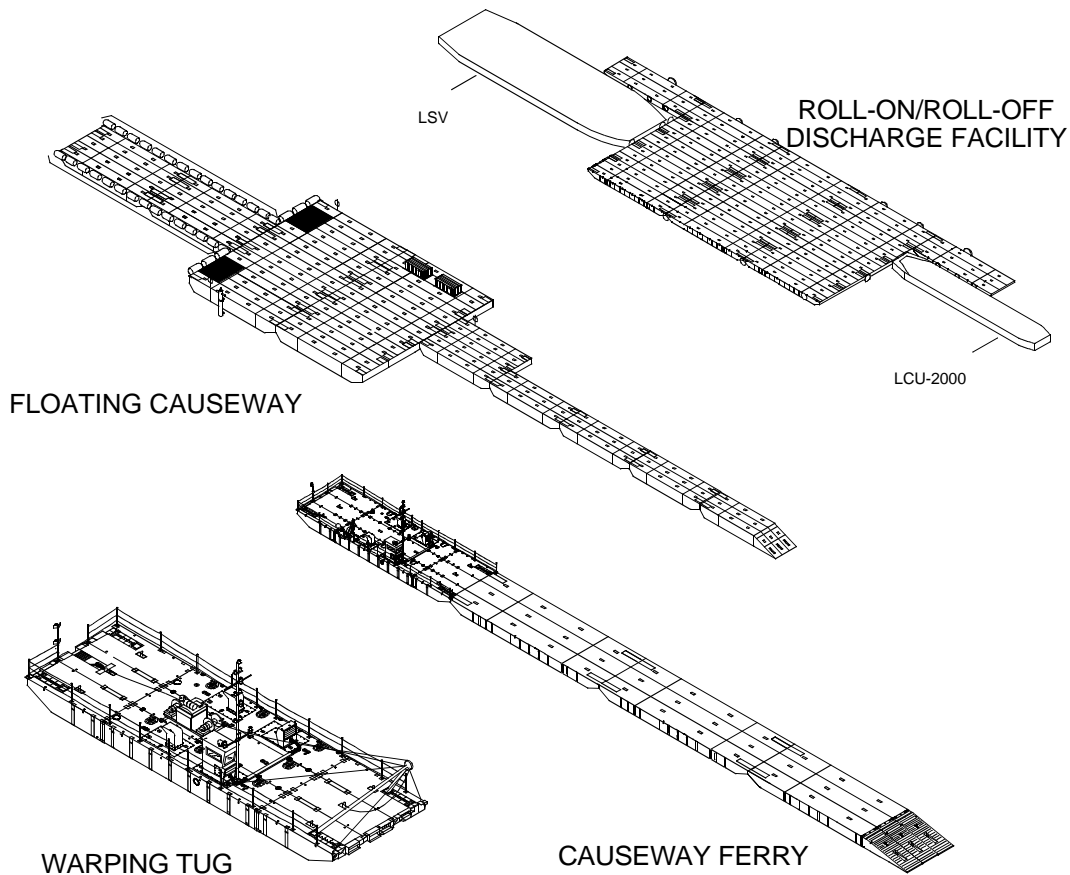 LSV
ROLL-ON/ROLL-OFF
DISCHARGE FACILITY
LCU-2000
FLOATING CAUSEWAY
WARPING TUG
CAUSEWAY FERRY